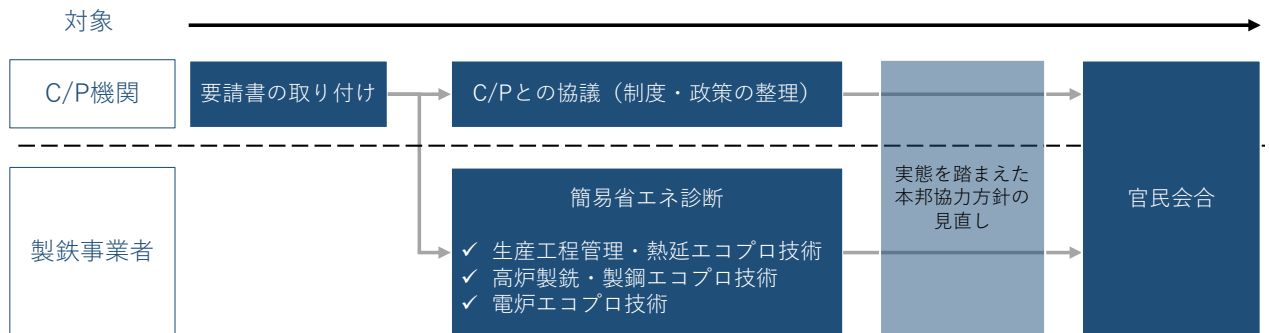 対象
C/P機関
要請書の取り付け
C/Pとの協議（制度・政策の整理）
実態を踏まえた
本邦協力方針の
見直し
官民会合
製鉄事業者
簡易省エネ診断
✓ 生産工程管理・熱延エコプロ技術
✓ 高炉製銑・製鋼エコプロ技術
✓ 電炉エコプロ技術